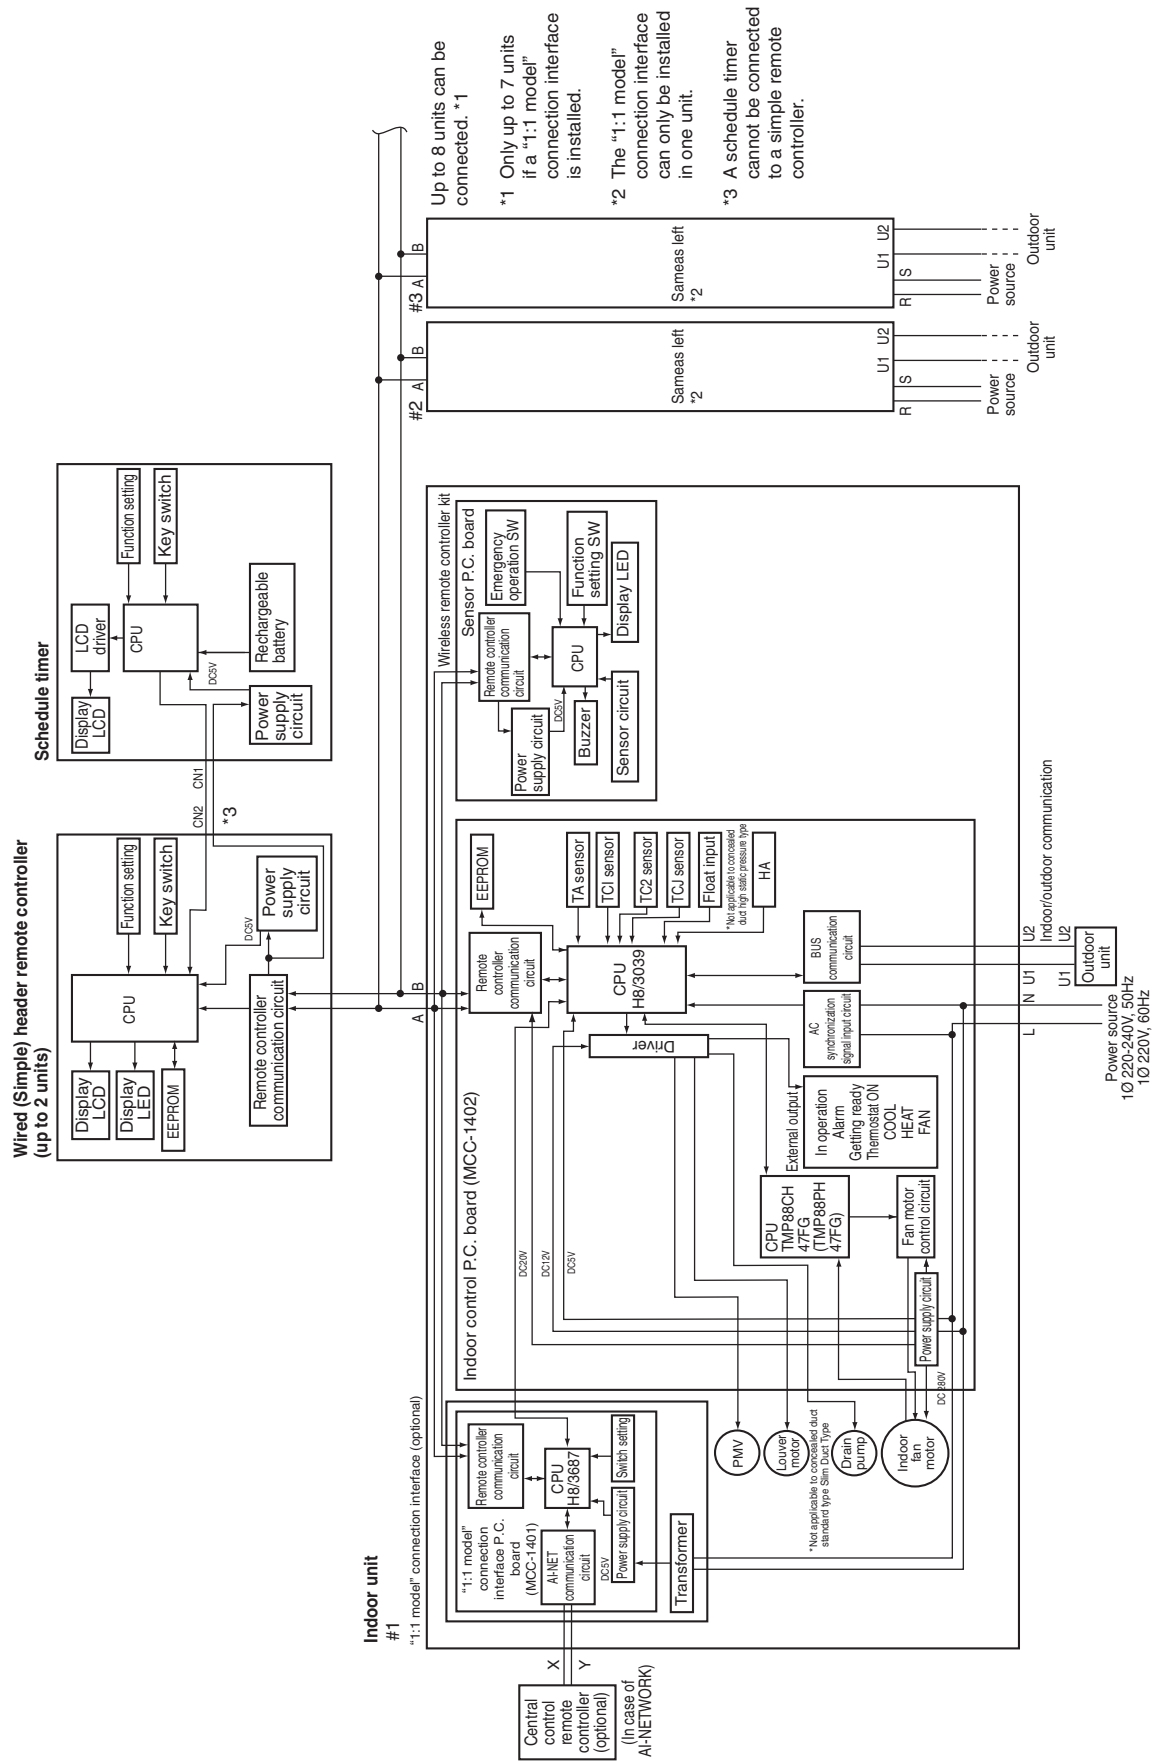 Wired (Simple) header remote controller
(up to 2 units)
CPU
Function setting
Key switch
Display
LCD
Display
LED
EEPROM
DC5V
Power
supply
circuit
Remote controller
communication circuit
CN2
CN1
*3
Schedule timer
Display
LCD
LCD
driver
CPU
Function setting
Key switch
DC5V
Power
supply
circuit
Rechargeable
battery
Indoor unit
#1
"1:1 model" connection interface (optional)
"1:1 model"
connection
interface P.C.
board
(MCC-1401)
Remote controller
communication
circuit
CPU
H8/3687
AI-NET
communication
circuit
Switch setting
DC5V
Power supply circuit
Transformer
X
Y
Central
control
remote
controller
(optional)
(In case of
AI-NETWORK)
A
B
Indoor control P.C. board (MCC-1402)
DC20V
DC12V
DC5V
Remote
controller
communication
circuit
EEPROM
CPU
H8/3039
TA sensor
TCI sensor
TC2 sensor
TCJ sensor
Float input
*Not applicable to concealed
duct high static pressure type
HA
Driver
AC
synchronization
signal input circuit
BUS
communication
circuit
External output
In operation
Alarm
Getting ready
Thermostat ON
COOL
HEAT
FAN
CPU
TMP88CH
47FG
(TMP88PH
47FG)
Fan motor
control circuit
Power supply circuit
DC 280V
PMV
Louver
motor
*Not applicable to concealed duct
standard type Slim Duct Type
Drain
pump
Indoor
fan
motor
Wireless remote controller kit
Sensor P.C. board
Remote controller
communication
circuit
Emergency
operation SW
Power
supply circuit
DC5V
CPU
Function
setting SW
Buzzer
Display LED
Sensor circuit
L
N
U1
U2
Indoor/outdoor communication
U1
U2
Outdoor
unit
Power source
1Ø 220-240V, 50Hz
1Ø 220V, 60Hz
#2
A
B
Sameas left
*2
R
S
U1
U2
Power
source
Outdoor
unit
#3
A
B
Sameas left
*2
R
S
U1
U2
Power
source
Outdoor
unit
Up to 8 units can be
connected. *1
*1 Only up to 7 units
if a "1:1 model"
connection interface
is installed.
*2 The "1:1 model"
connection interface
can only be installed
in one unit.
*3 A schedule timer
cannot be connected
to a simple remote
controller.